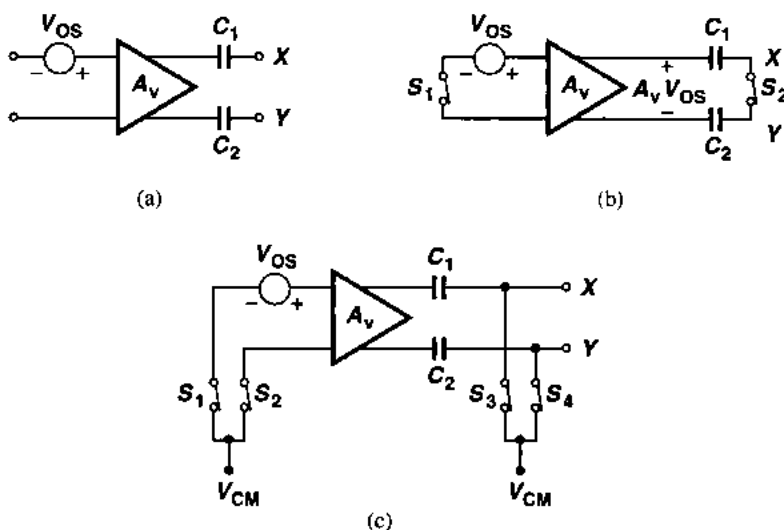 V_OS
- +
A_v
C_1
X
C_2
Y
(a)
V_OS
- +
S_1
A_v
+
A_v V_OS
-
C_1
X
S_2
C_2
Y
(b)
V_OS
- +
A_v
C_1
X
C_2
Y
S_1 S_2
S_3 S_4
V_CM
V_CM
(c)